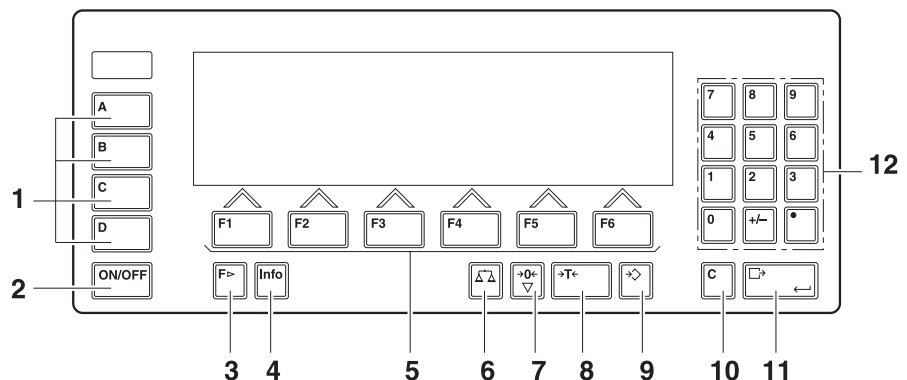 A
B
C
D
1
ON/OFF
2
F1 F2 F3 F4 F5 F6
F Info →0← →T←
7 8 9
4 5 6
1 2 3
0 +/– •
12
C
3 4 5 6 7 8 9 10 11